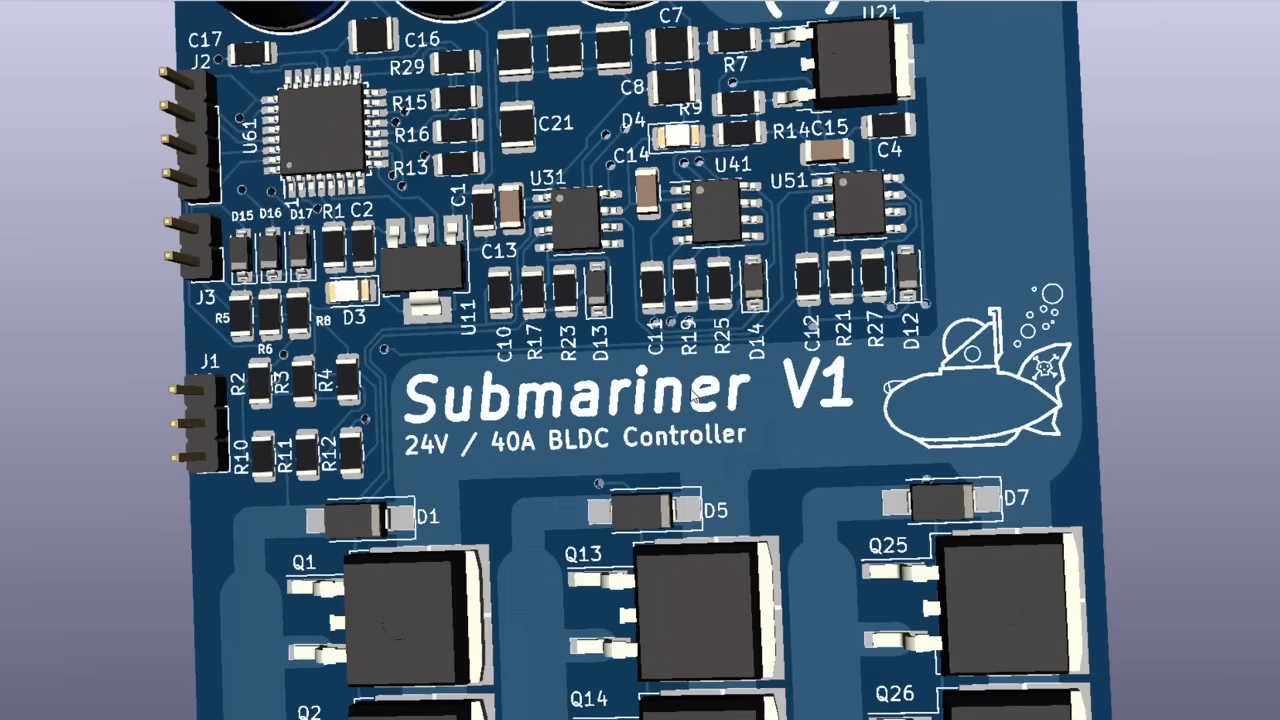 C17
C16
C7
U21
J2
R29
R7
C8
R15
R9
U61
R16
C21
D4
R14
C15
R13
C14
C4
U31
U41
U51
C1
D15
D16
D17
R1
C2
C13
J3
R5
R8
D3
U11
R6
C10
R17
R23
D13
C11
R19
R25
D14
C12
R21
R27
D12
J1
R2
R3
R4
Submariner V1
24V / 40A BLDC Controller
R10
R11
R12
D1
D5
D7
Q1
Q13
Q25
Q2
Q14
Q26